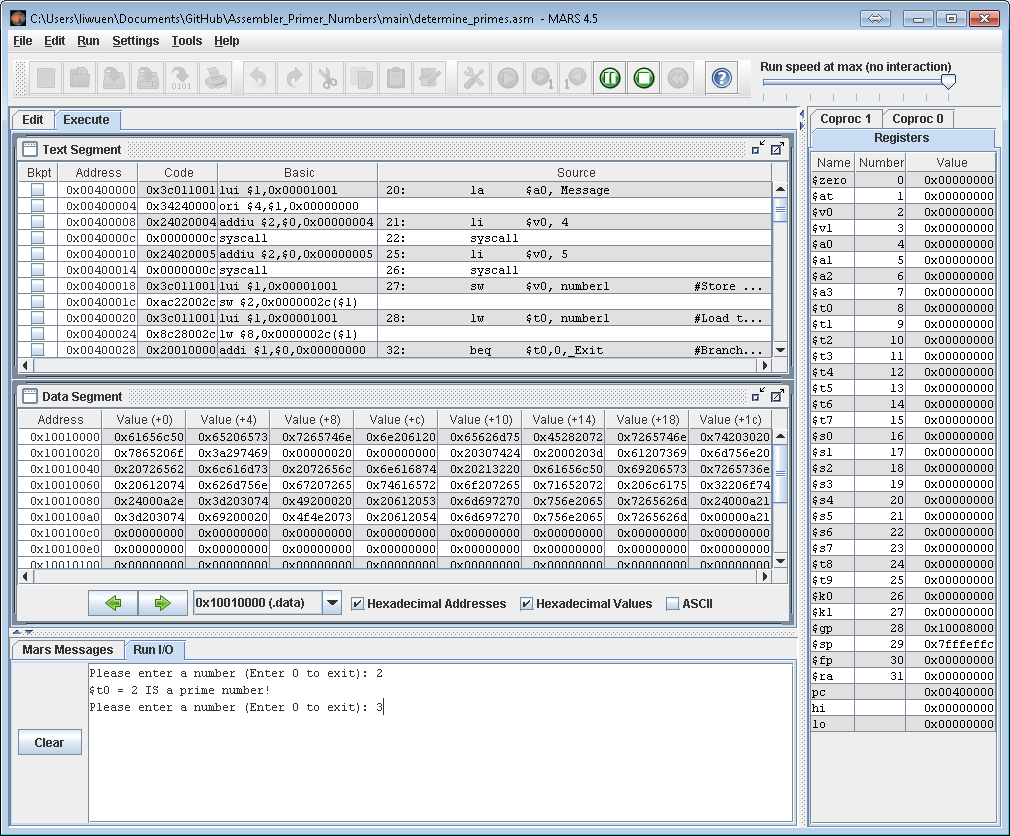 C:\Users\liwuen\Documents\GitHub\Assembler_Primer_Numbers\main\determine_primes.asm - MARS 4.5
File Edit Run Settings Tools Help
Run speed at max (no interaction)
Edit Execute
Coproc 1 Coproc 0
Registers
Text Segment
Bkpt Address Code Basic Source
0x00400000 0x3c011001 lui $1,0x00001001 20: la $a0, Message
0x00400004 0x34240000 ori $4,$1,0x00000000
0x00400008 0x24020004 addiu $2,$0,0x00000004 21: li $v0, 4
0x0040000c 0x0000000c syscall 22: syscall
0x00400010 0x24020005 addiu $2,$0,0x00000005 25: li $v0, 5
0x00400014 0x0000000c syscall 26: syscall
0x00400018 0x3c011001 lui $1,0x00001001 27: sw $v0, number1 #Store ...
0x0040001c 0xac22002c sw $2,0x0000002c($1)
0x00400020 0x3c011001 lui $1,0x00001001 28: lw $t0, number1 #Load t...
0x00400024 0x8c28002c lw $8,0x0000002c($1)
0x00400028 0x20010000 addi $1,$0,0x00000000 32: beq $t0,0,_Exit #Branch...
Data Segment
Address Value (+0) Value (+4) Value (+8) Value (+c) Value (+10) Value (+14) Value (+18) Value (+1c)
0x10010000 0x61656c50 0x65206573 0x7265746e 0x6e206120 0x65626d75 0x45282072 0x7265746e 0x74203020
0x10010020 0x7865206f 0x3a297469 0x00000020 0x00000000 0x20307424 0x2000203d 0x61207369 0x6d756e20
0x10010040 0x20726562 0x6c616d73 0x2072656c 0x6e616874 0x20213220 0x61656c50 0x69206573 0x7265736e
0x10010060 0x20612074 0x626d756e 0x67207265 0x74616572 0x6f207265 0x71652072 0x206c6175 0x32206f74
0x10010080 0x24000a2e 0x3d203074 0x49200020 0x20612053 0x6d697270 0x756e2065 0x7265626d 0x24000a21
0x100100a0 0x3d203074 0x69200020 0x4f4e2073 0x20612054 0x6d697270 0x756e2065 0x7265626d 0x00000a21
0x100100c0 0x00000000 0x00000000 0x00000000 0x00000000 0x00000000 0x00000000 0x00000000 0x00000000
0x100100e0 0x00000000 0x00000000 0x00000000 0x00000000 0x00000000 0x00000000 0x00000000 0x00000000
0x10010100 0x00000000 0x00000000 0x00000000 0x00000000 0x00000000 0x00000000 0x00000000 0x00000000
0x10010000 (.data) Hexadecimal Addresses Hexadecimal Values ASCII
Mars Messages Run I/O
Please enter a number (Enter 0 to exit): 2
$t0 = 2 IS a prime number!
Please enter a number (Enter 0 to exit): 3
Clear
Name Number Value
$zero 0 0x00000000
$at 1 0x00000000
$v0 2 0x00000000
$v1 3 0x00000000
$a0 4 0x00000000
$a1 5 0x00000000
$a2 6 0x00000000
$a3 7 0x00000000
$t0 8 0x00000000
$t1 9 0x00000000
$t2 10 0x00000000
$t3 11 0x00000000
$t4 12 0x00000000
$t5 13 0x00000000
$t6 14 0x00000000
$t7 15 0x00000000
$s0 16 0x00000000
$s1 17 0x00000000
$s2 18 0x00000000
$s3 19 0x00000000
$s4 20 0x00000000
$s5 21 0x00000000
$s6 22 0x00000000
$s7 23 0x00000000
$t8 24 0x00000000
$t9 25 0x00000000
$k0 26 0x00000000
$k1 27 0x00000000
$gp 28 0x10008000
$sp 29 0x7fffeffc
$fp 30 0x00000000
$ra 31 0x00000000
pc 0x00400000
hi 0x00000000
lo 0x00000000